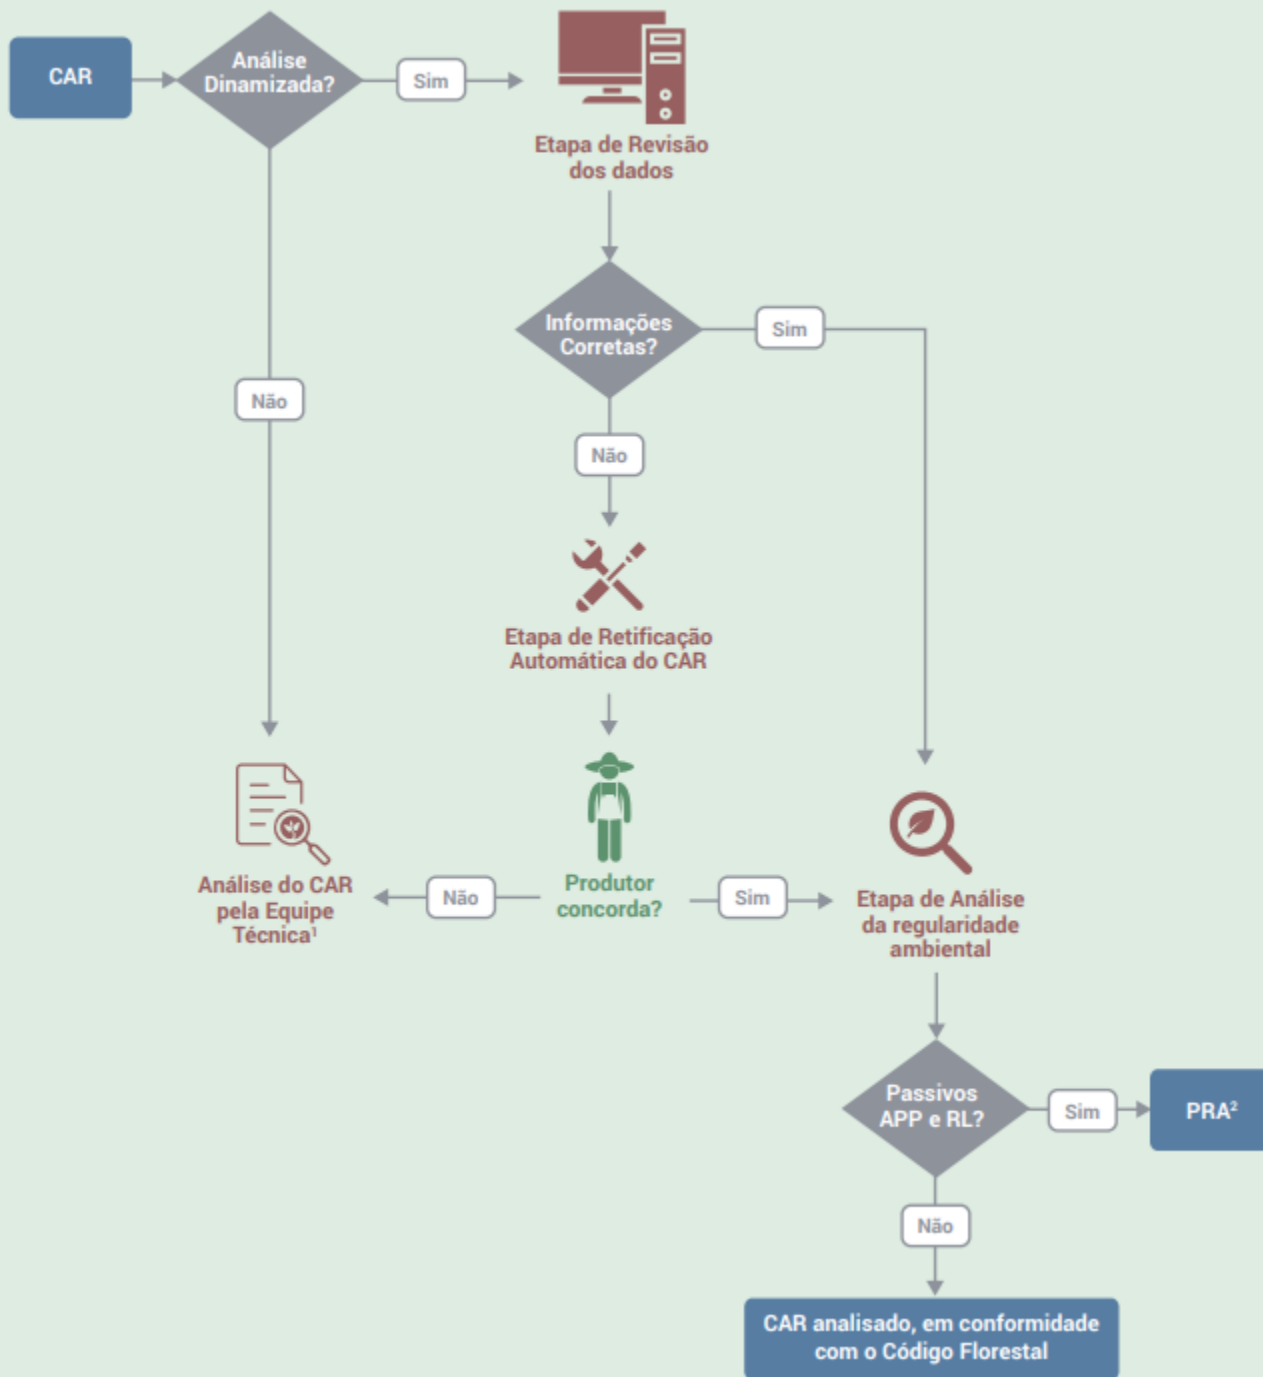 CAR
Análise
Dinamizada?
Sim
Etapa de Revisão
dos dados
Informações
Corretas?
Sim
Não
Não
Etapa de Retificação
Automática do CAR
Análise do CAR
pela Equipe
Técnica¹
Não
Produtor
concorda?
Sim
Etapa de Análise
da regularidade
ambiental
Passivos
APP e RL?
Sim
PRA²
Não
CAR analisado, em conformidade
com o Código Florestal